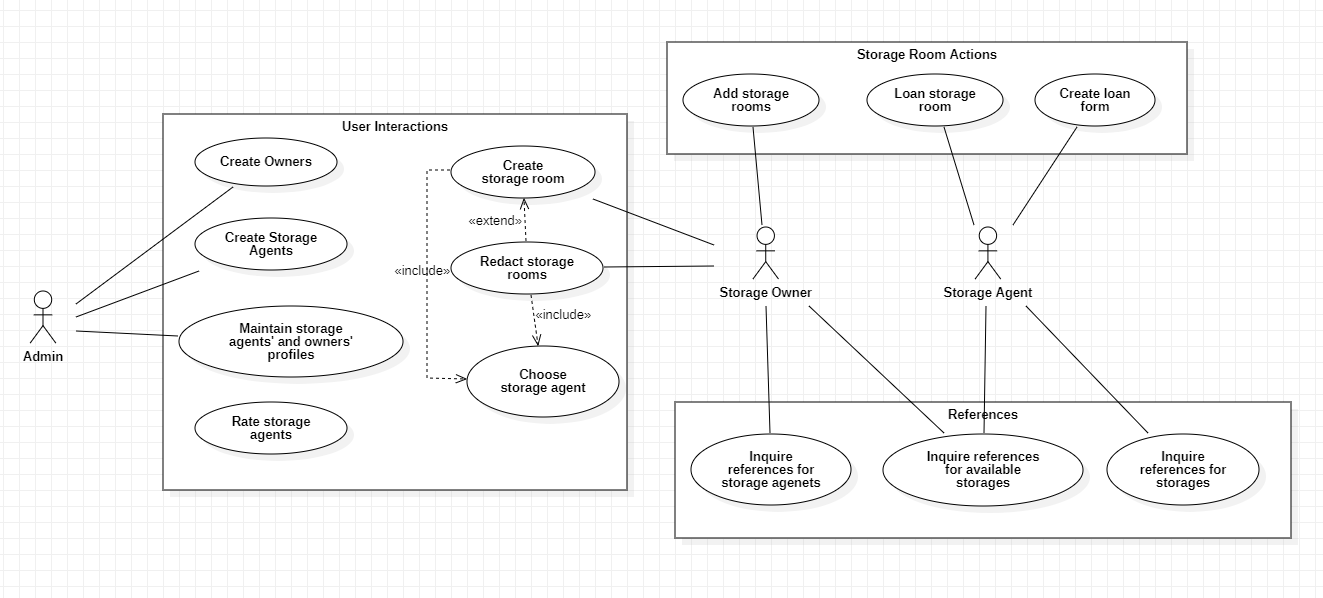 Storage Room Actions
Add storage
rooms
Loan storage
room
Create loan
form
User Interactions
Create Owners
Create
storage room
«extend»
Create Storage
Agents
Redact storage
rooms
«include»
«include»
Maintain storage
agents' and owners'
profiles
Choose
storage agent
Rate storage
agents
Admin
Storage Owner
Storage Agent
References
Inquire
references for
storage agenets
Inquire references
for available
storages
Inquire
references for
storages